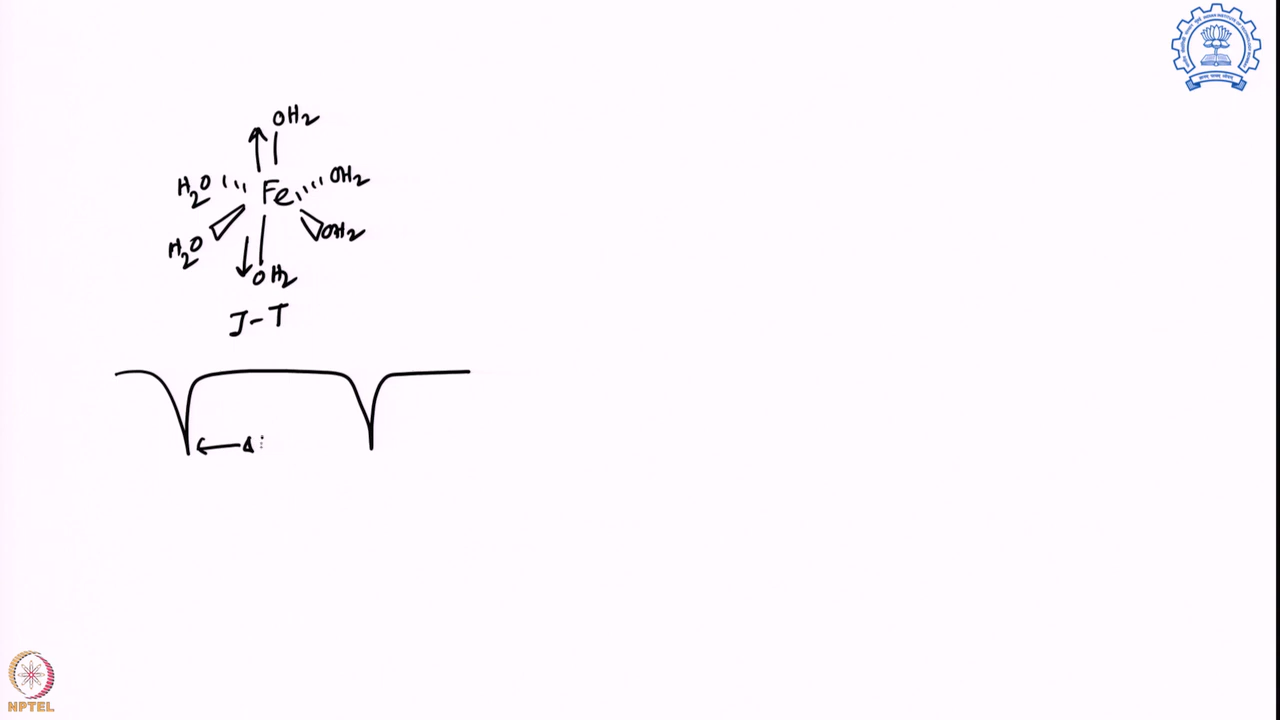 OH2
H2O Fe OH2
H2O OH2
OH2
J-T
Δ
NPTEL